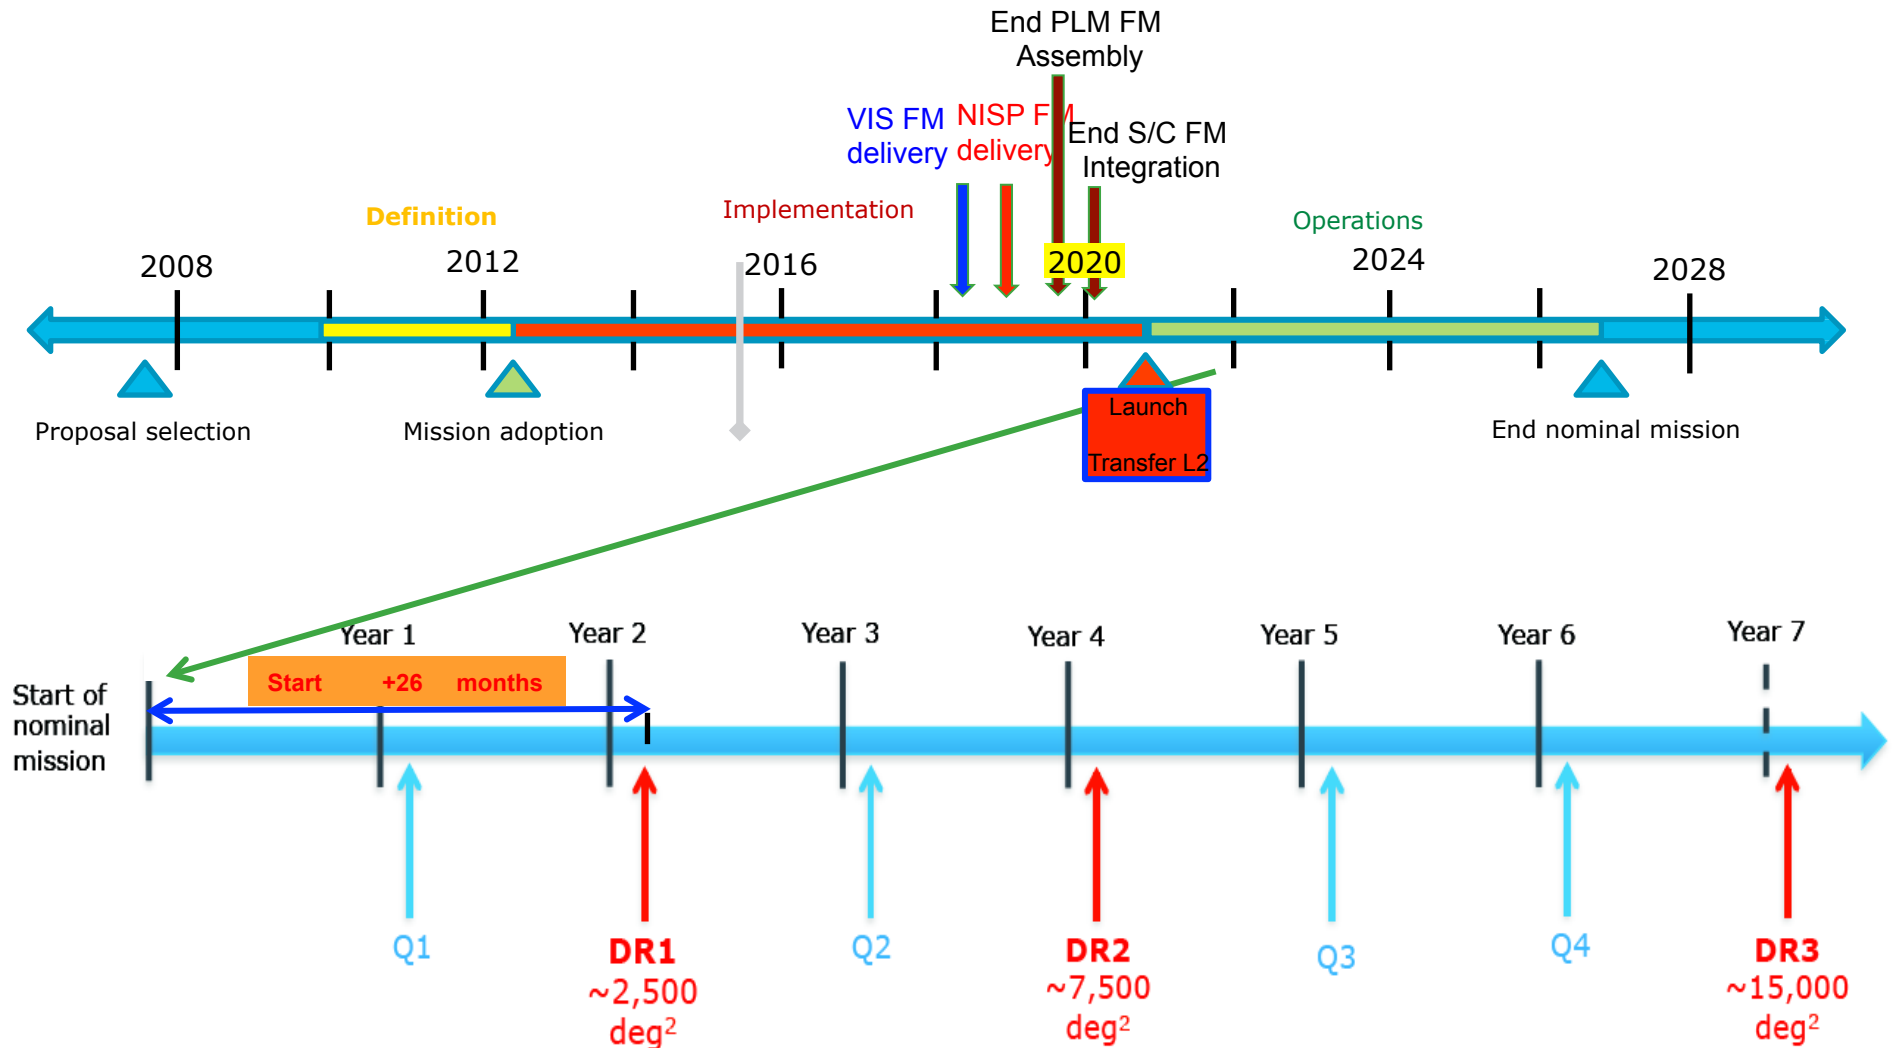 End PLM FM
Assembly
VIS FM
delivery
NISP FM
delivery
End S/C FM
Integration
Definition
Implementation
Operations
2008
2012
2016
2020
2024
2028
Proposal selection
Mission adoption
Launch
Transfer L2
End nominal mission
Year 1
Year 2
Year 3
Year 4
Year 5
Year 6
Year 7
Start +26 months
Start of
nominal
mission
Q1
DR1
~2,500
deg²
Q2
DR2
~7,500
deg²
Q3
Q4
DR3
~15,000
deg²